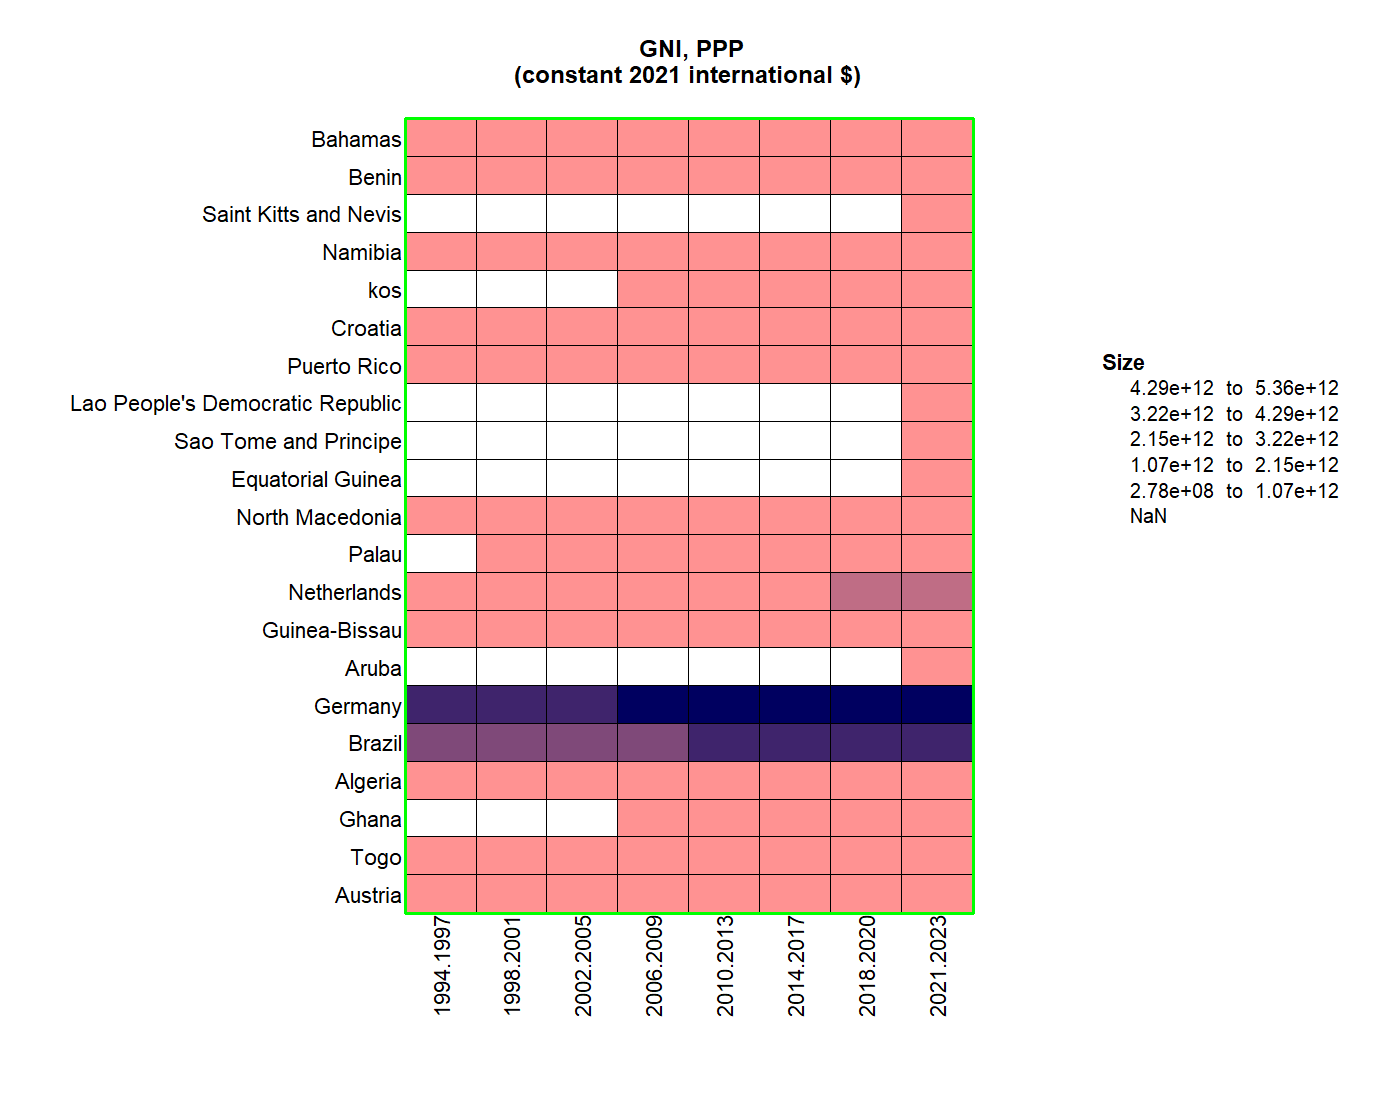 GNI, PPP
(constant 2021 international $)
Bahamas
Benin
Saint Kitts and Nevis
Namibia
kos
Croatia
Puerto Rico
Lao People's Democratic Republic
Sao Tome and Principe
Equatorial Guinea
North Macedonia
Palau
Netherlands
Guinea-Bissau
Aruba
Germany
Brazil
Algeria
Ghana
Togo
Austria
1994.1997
1998.2001
2002.2005
2006.2009
2010.2013
2014.2017
2018.2020
2021.2023
Size
4.29e+12 to 5.36e+12
3.22e+12 to 4.29e+12
2.15e+12 to 3.22e+12
1.07e+12 to 2.15e+12
2.78e+08 to 1.07e+12
NaN